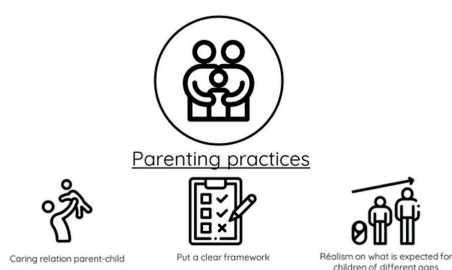 Parenting practices
Caring relation parent-child
Put a clear framework
Réalism on what is expected for
children of different ages